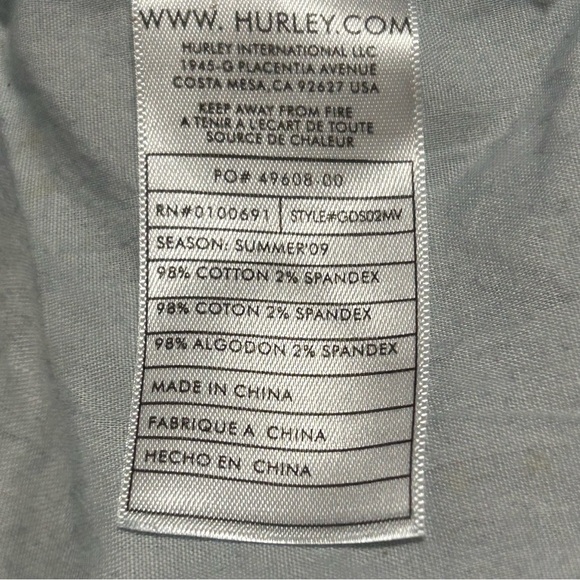 WWW. HURLEY.COM
HURLEY INTERNATIONAL LLC
1945-G PLACENTIA AVENUE
COSTA MESA, CA 92627 USA
KEEP AWAY FROM FIRE
A TENIR A L'ECART DE TOUTE
SOURCE DE CHALEUR
PO# 49608-00
RN#0100691 STYLE#GDS02MV
SEASON: SUMMER'09
98% COTTON 2% SPANDEX
98% COTON 2% SPANDEX
98% ALGODON 2% SPANDEX
MADE IN CHINA
FABRIQUE A CHINA
HECHO EN CHINA